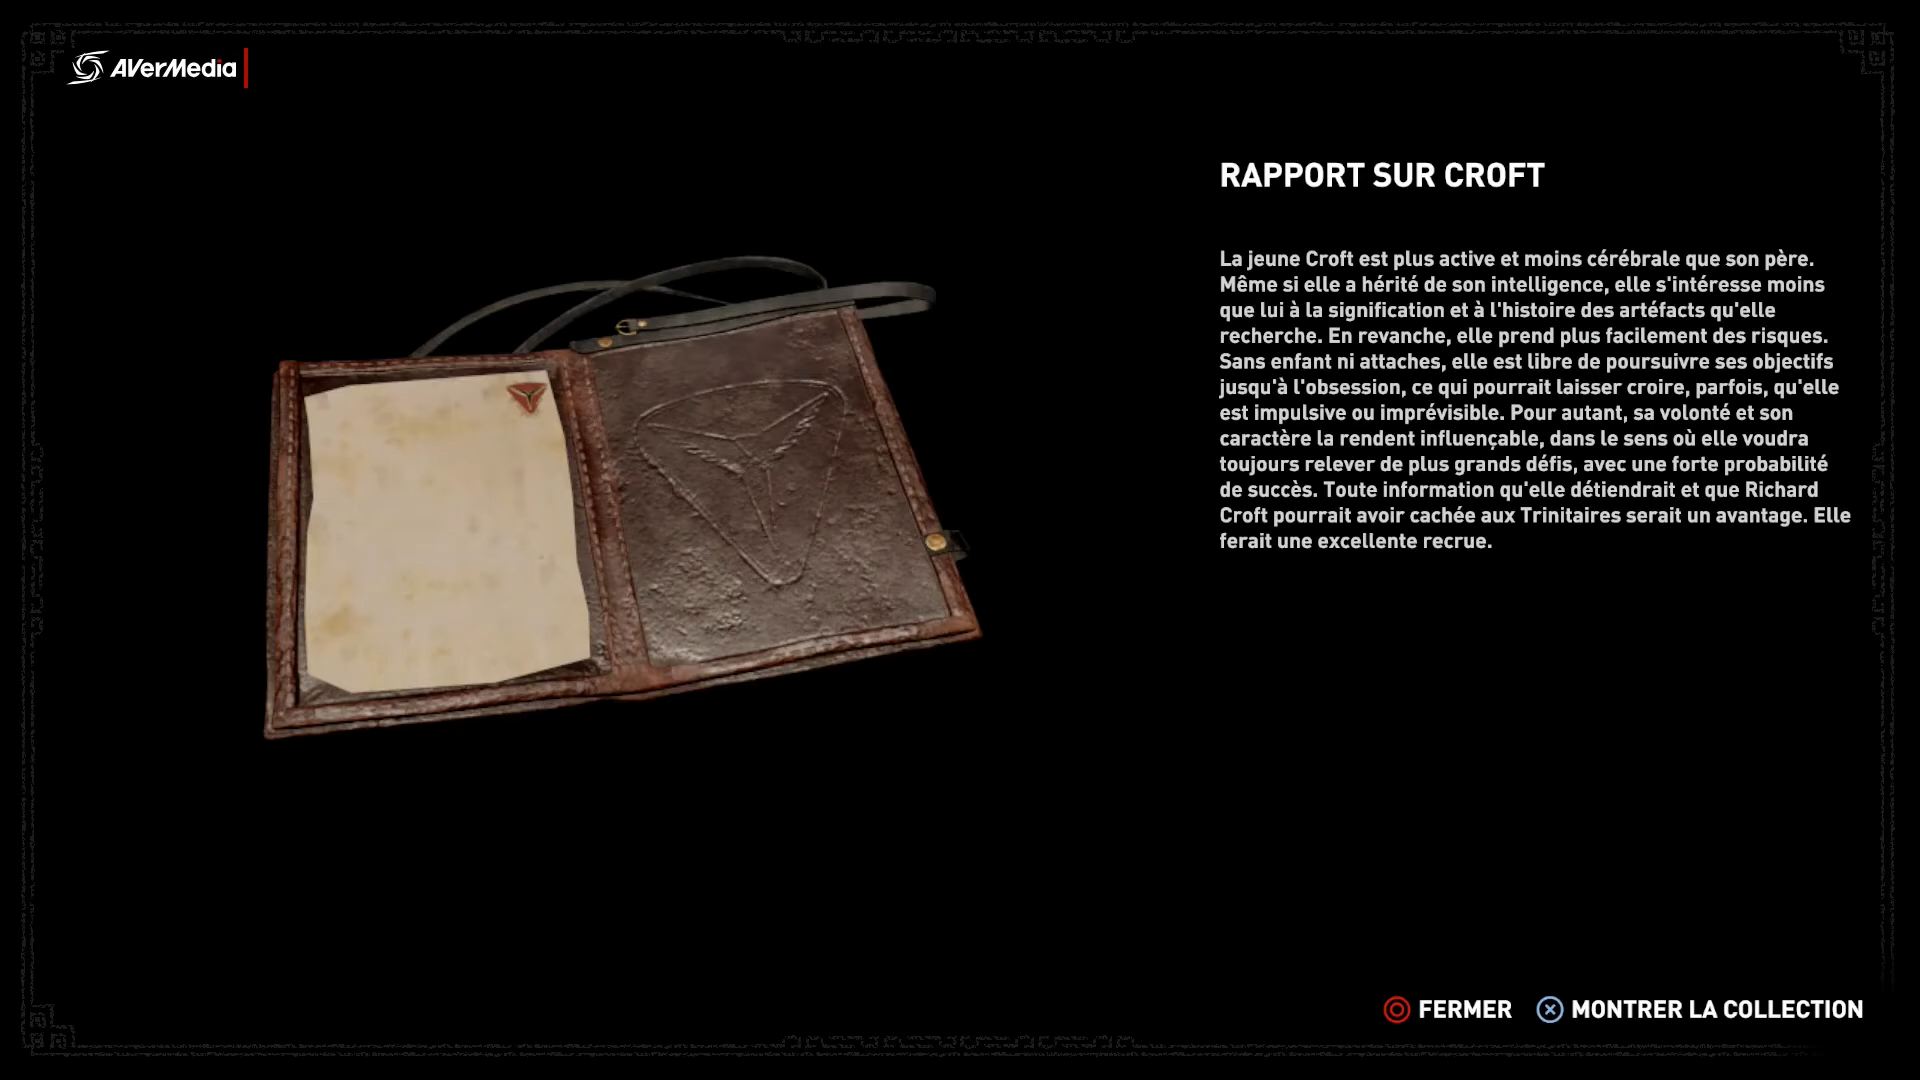 AVerMedia
RAPPORT SUR CROFT
La jeune Croft est plus active et moins cérébrale que son père.
Même si elle a hérité de son intelligence, elle s'intéresse moins
que lui à la signification et à l'histoire des artéfacts qu'elle
recherche. En revanche, elle prend plus facilement des risques.
Sans enfant ni attaches, elle est libre de poursuivre ses objectifs
jusqu'à l'obsession, ce qui pourrait laisser croire, parfois, qu'elle
est impulsive ou imprévisible. Pour autant, sa volonté et son
caractère la rendent influençable, dans le sens où elle voudra
toujours relever de plus grands défis, avec une forte probabilité
de succès. Toute information qu'elle détiendrait et que Richard
Croft pourrait avoir cachée aux Trinitaires serait un avantage. Elle
ferait une excellente recrue.
FERMER MONTRER LA COLLECTION